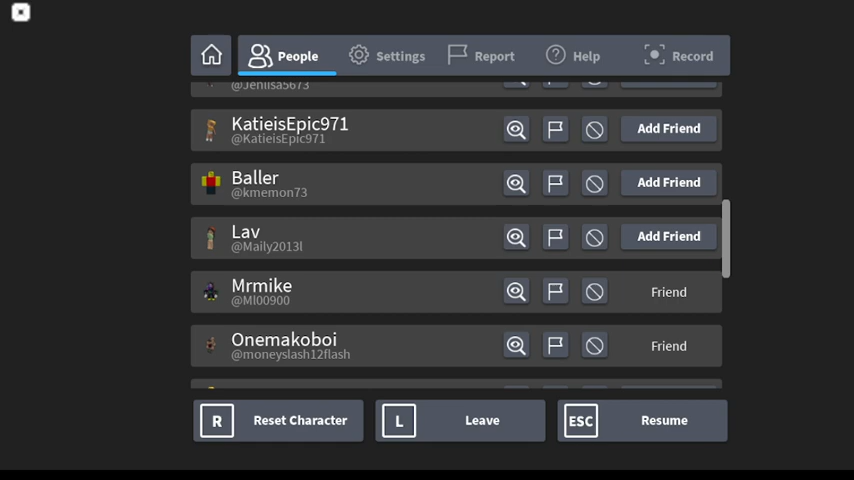 People
Settings
Report
Help
Record
@Jenlisa5673
KatieisEpic971
@KatieisEpic971
Add Friend
Baller
@kmemon73
Add Friend
Lav
@Maily2013l
Add Friend
Mrmike
@Ml00900
Friend
Onemakoboi
@moneyslash12flash
Friend
R Reset Character
L Leave
ESC Resume